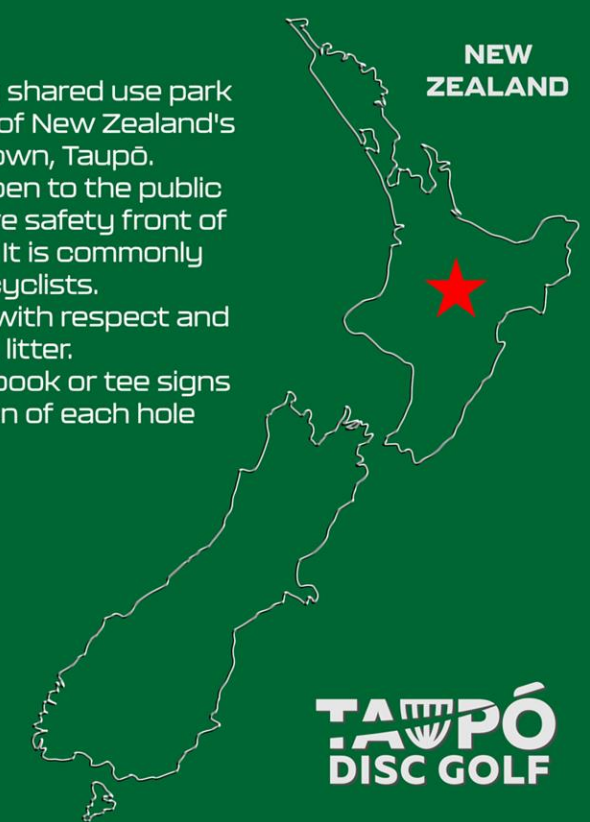 NEW
ZEALAND
shared use park
of New Zealand's
own, Taupō.
pen to the public
e safety front of
It is commonly
yclists.
with respect and
litter.
book or tee signs
n of each hole
TAUPŌ
DISC GOLF